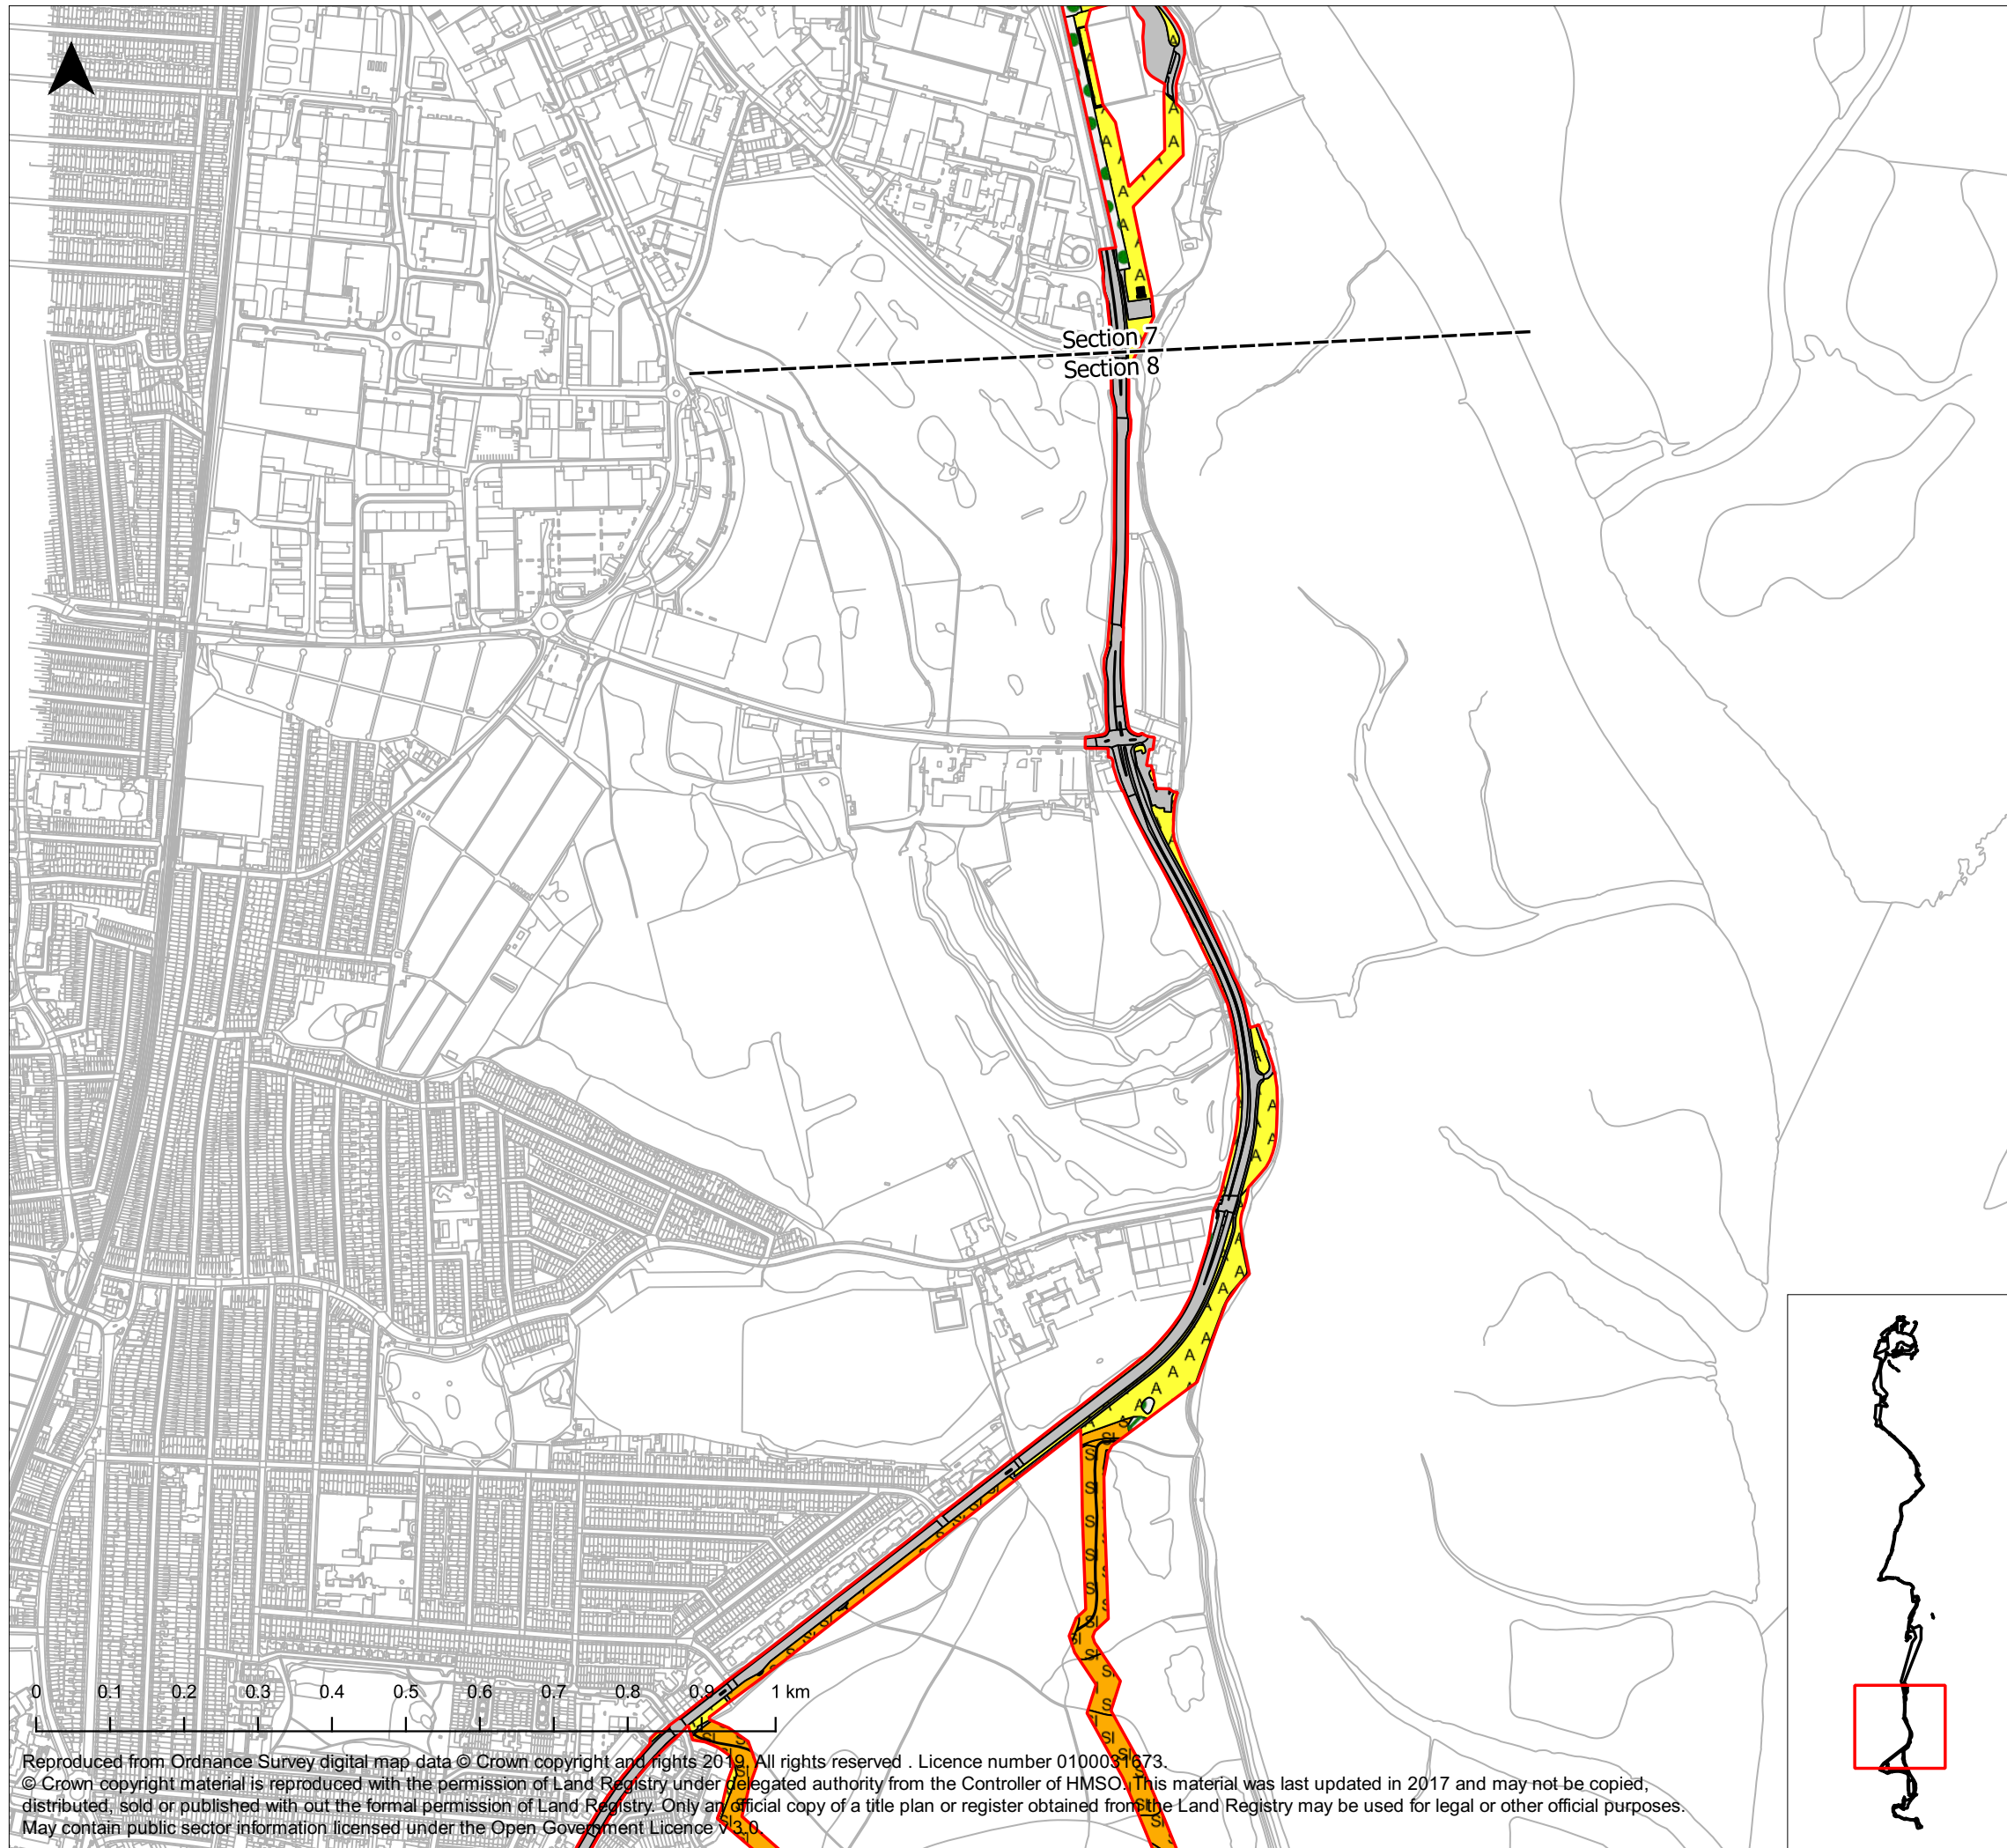 Section 7
Section 8
0 0.1 0.2 0.3 0.4 0.5 0.6 0.7 0.8 0.9 1 km
Reproduced from Ordnance Survey digital map data © Crown copyright and rights 2019. All rights reserved . Licence number 0100031673.
© Crown copyright material is reproduced with the permission of Land Registry under delegated authority from the Controller of HMSO. This material was last updated in 2017 and may not be copied,
distributed, sold or published with out the formal permission of Land Registry. Only an official copy of a title plan or register obtained from the Land Registry may be used for legal or other official purposes.
May contain public sector information licensed under the Open Government Licence v 3.0.